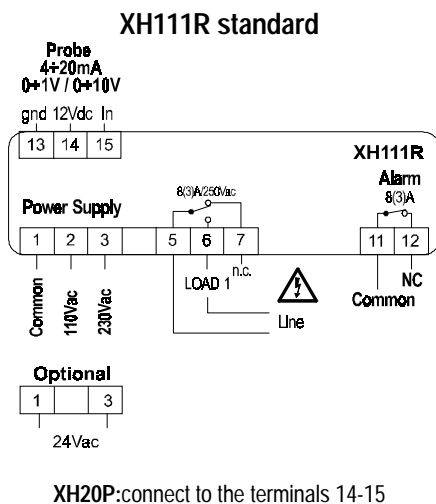 XH111R standard
Probe
4÷20mA
0÷1V / 0÷10V
gnd 12Vdc In
13 14 15
XH111R
Alarm
8(3)A/250Vac
8(3)A
Power Supply
1 2 3 5 6 7 11 12
n.c.
LOAD 1
NC
Common
Line
Common
110Vac
230Vac
Optional
1 3
24Vac
XH20P:connect to the terminals 14-15